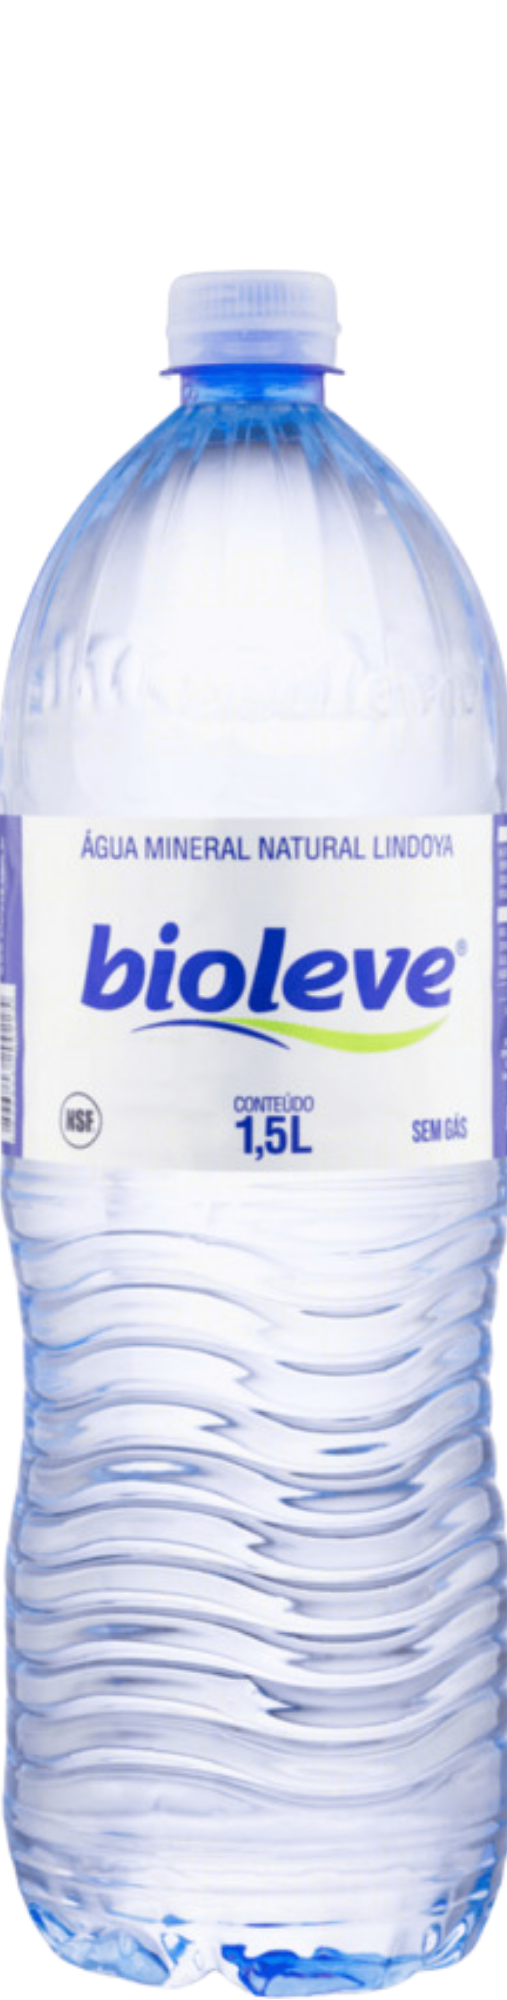 ÁGUA MINERAL NATURAL LINDOYA
bioleve®
NSF
CONTEÚDO
1,5L
SEM GÁS